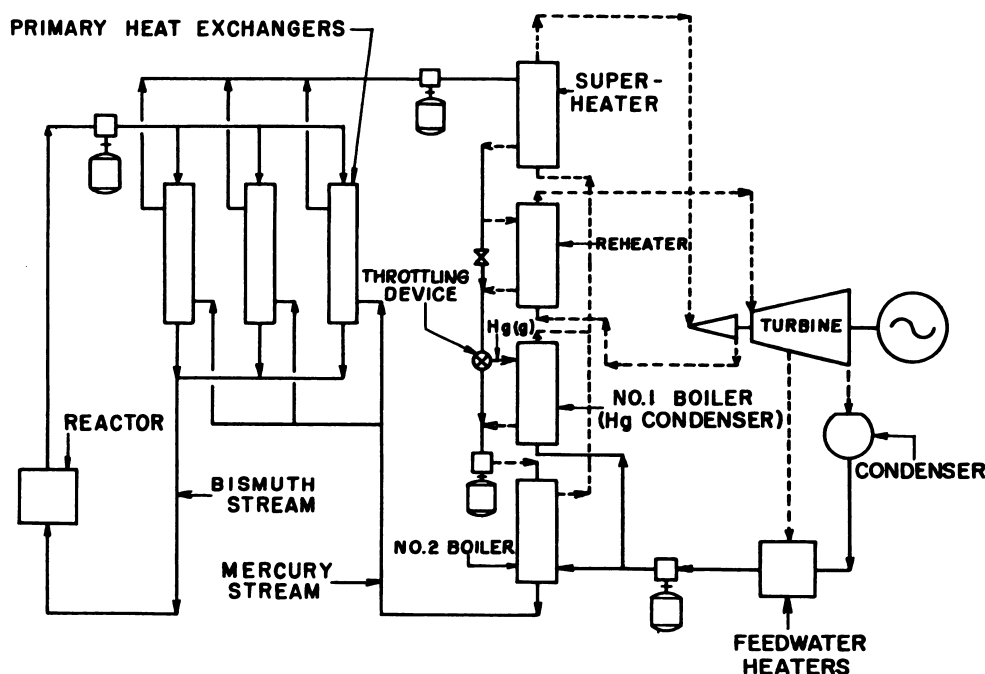 PRIMARY HEAT EXCHANGERS
SUPER-
HEATER
REHEATER
THROTTLING
DEVICE
Hg(g)
TURBINE
NO.1 BOILER
(Hg CONDENSER)
REACTOR
CONDENSER
BISMUTH
STREAM
NO.2 BOILER
MERCURY
STREAM
FEEDWATER
HEATERS